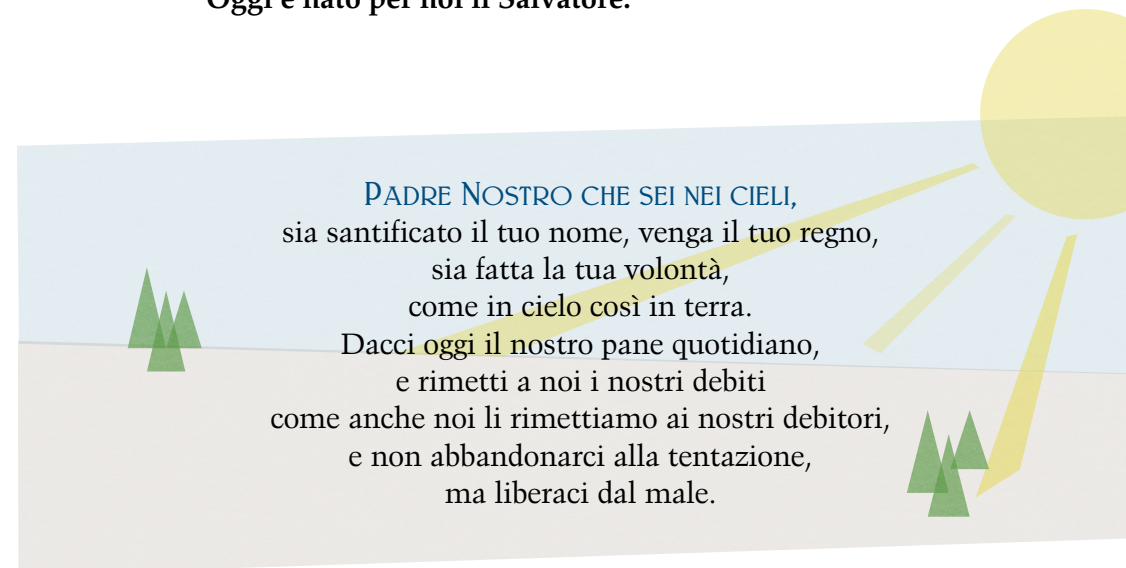 Oggi è nato per noi il Salvatore.
PADRE NOSTRO CHE SEI NEI CIELI,
sia santificato il tuo nome, venga il tuo regno,
sia fatta la tua volontà,
come in cielo così in terra.
Dacci oggi il nostro pane quotidiano,
e rimetti a noi i nostri debiti
come anche noi li rimettiamo ai nostri debitori,
e non abbandonarci alla tentazione,
ma liberaci dal male.